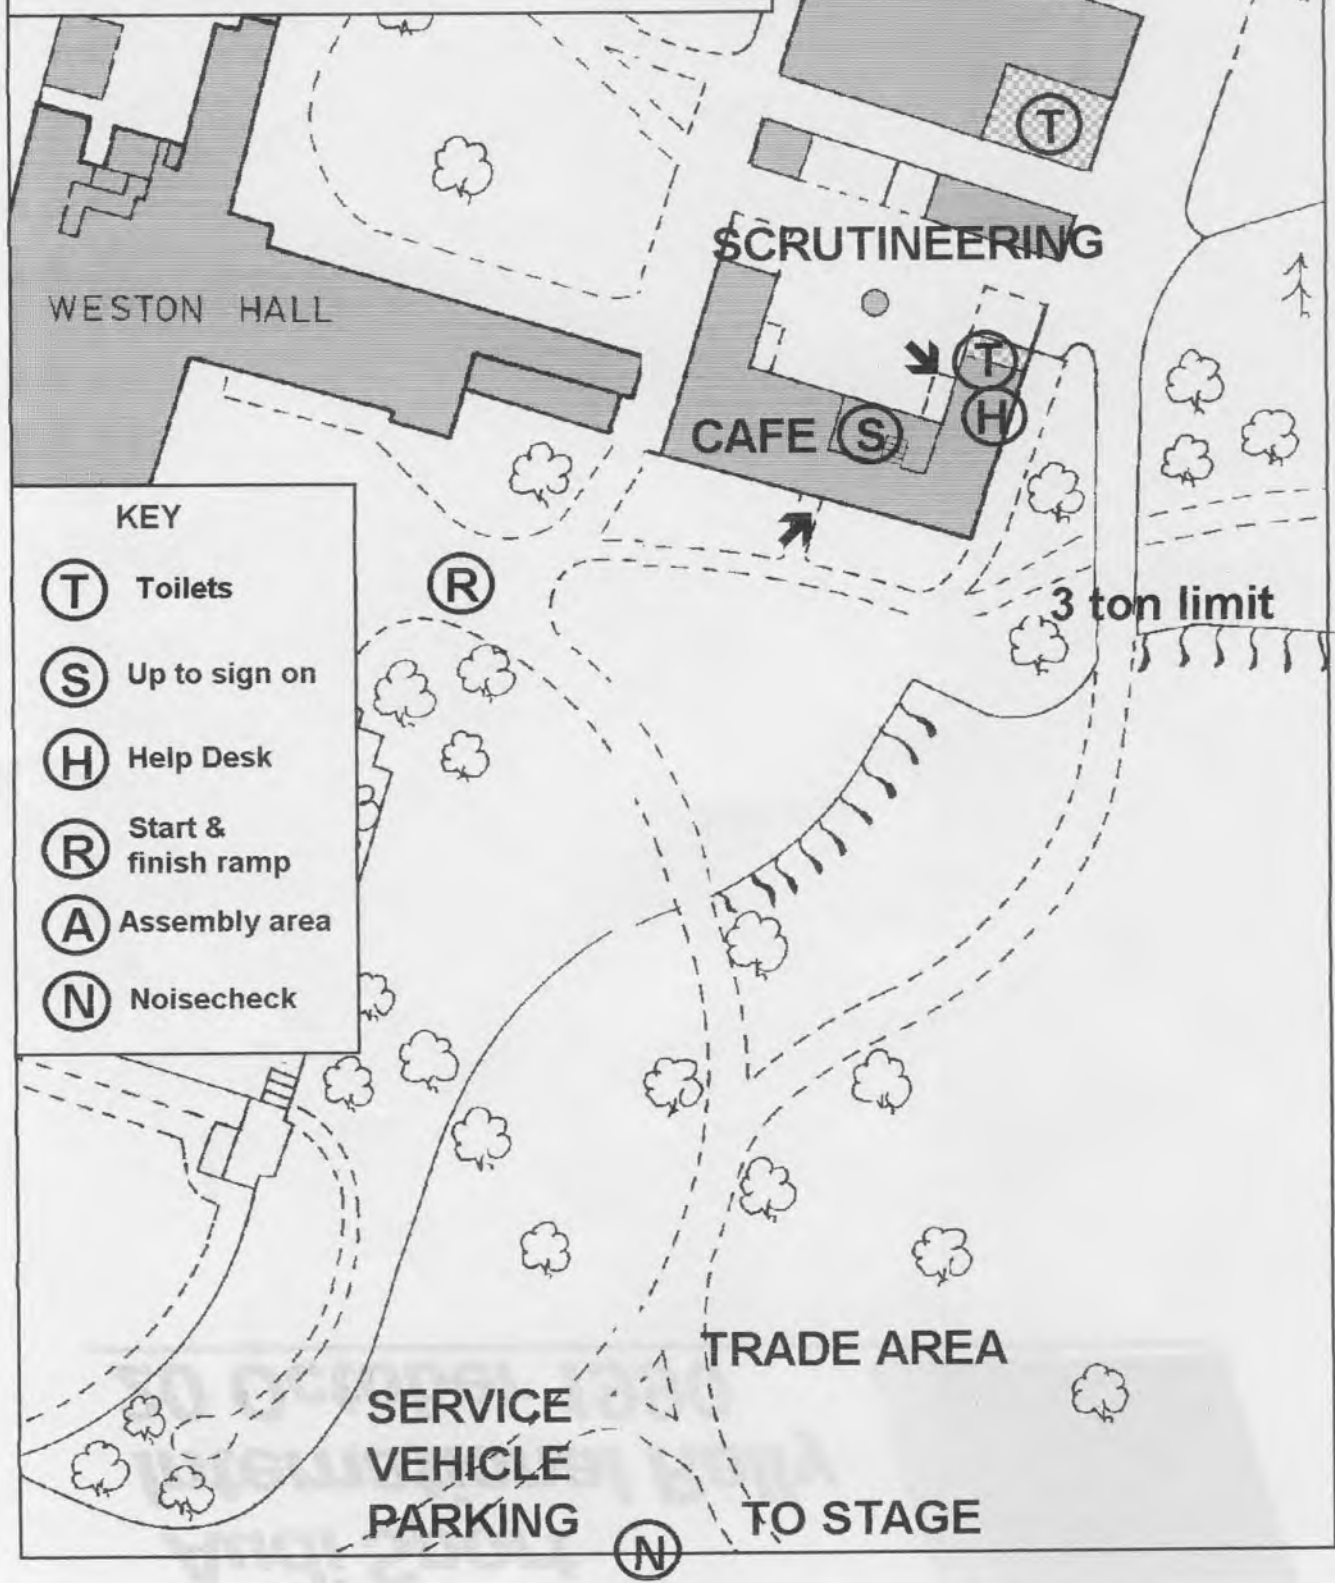 T
SCRUTINEERING
WESTON HALL
T
H
CAFE S
KEY
T Toilets
S Up to sign on
H Help Desk
R Start &
finish ramp
A Assembly area
N Noisecheck
R
3 ton limit
TRADE AREA
SERVICE
VEHICLE
PARKING
TO STAGE
N